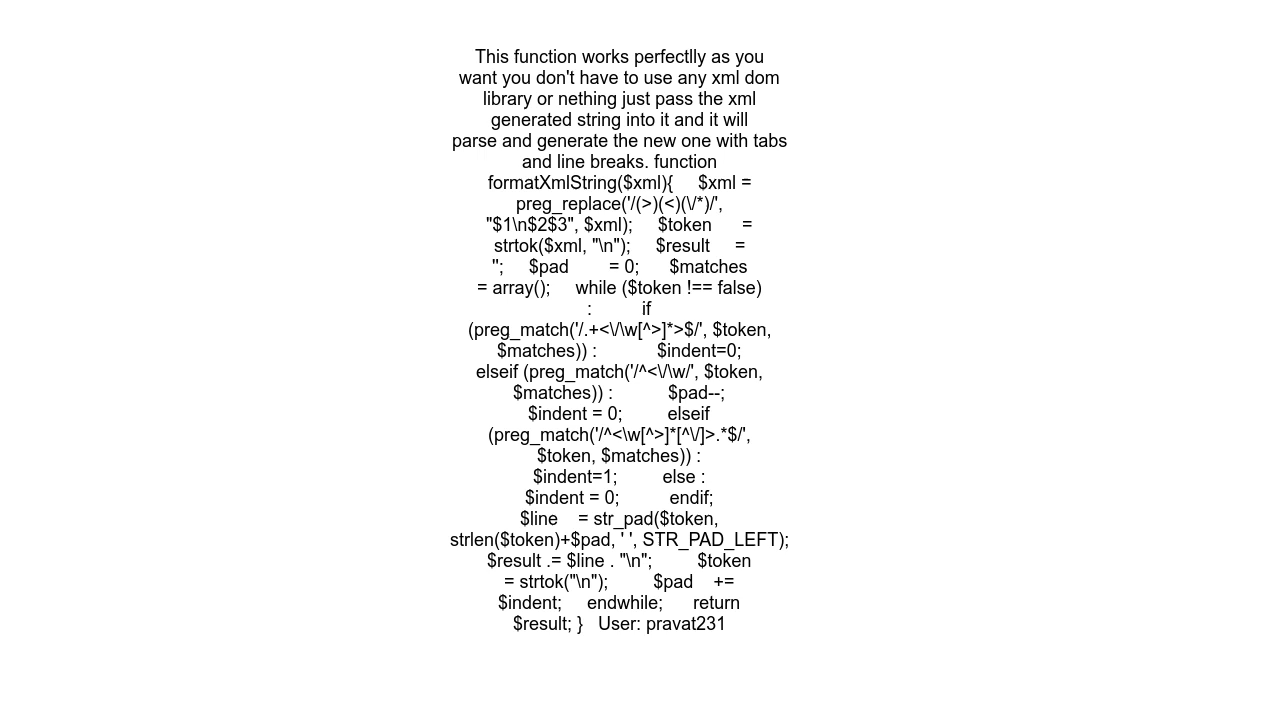 This function works perfectlly as you
want you don't have to use any xml dom
library or nething just pass the xml
generated string into it and it will
parse and generate the new one with tabs
and line breaks. function
formatXmlString($xml){     $xml =
preg_replace('/(>)(<)(\/*)/',
"$1\n$2$3", $xml);     $token      =
strtok($xml, "\n");     $result     =
'';     $pad        = 0;      $matches
= array();     while ($token !== false)
:          if
(preg_match('/.+<\/\w[^>]*>$/', $token,
$matches)) :            $indent=0;
elseif (preg_match('/^<\/\w/', $token,
$matches)) :           $pad--;
$indent = 0;         elseif
(preg_match('/^<\w[^>]*[^\/]>.*$/',
$token, $matches)) :
$indent=1;         else :
$indent = 0;          endif;
$line    = str_pad($token,
strlen($token)+$pad, ' ', STR_PAD_LEFT);
$result .= $line . "\n";         $token
= strtok("\n");         $pad    +=
$indent;     endwhile;      return
$result; }   User: pravat231